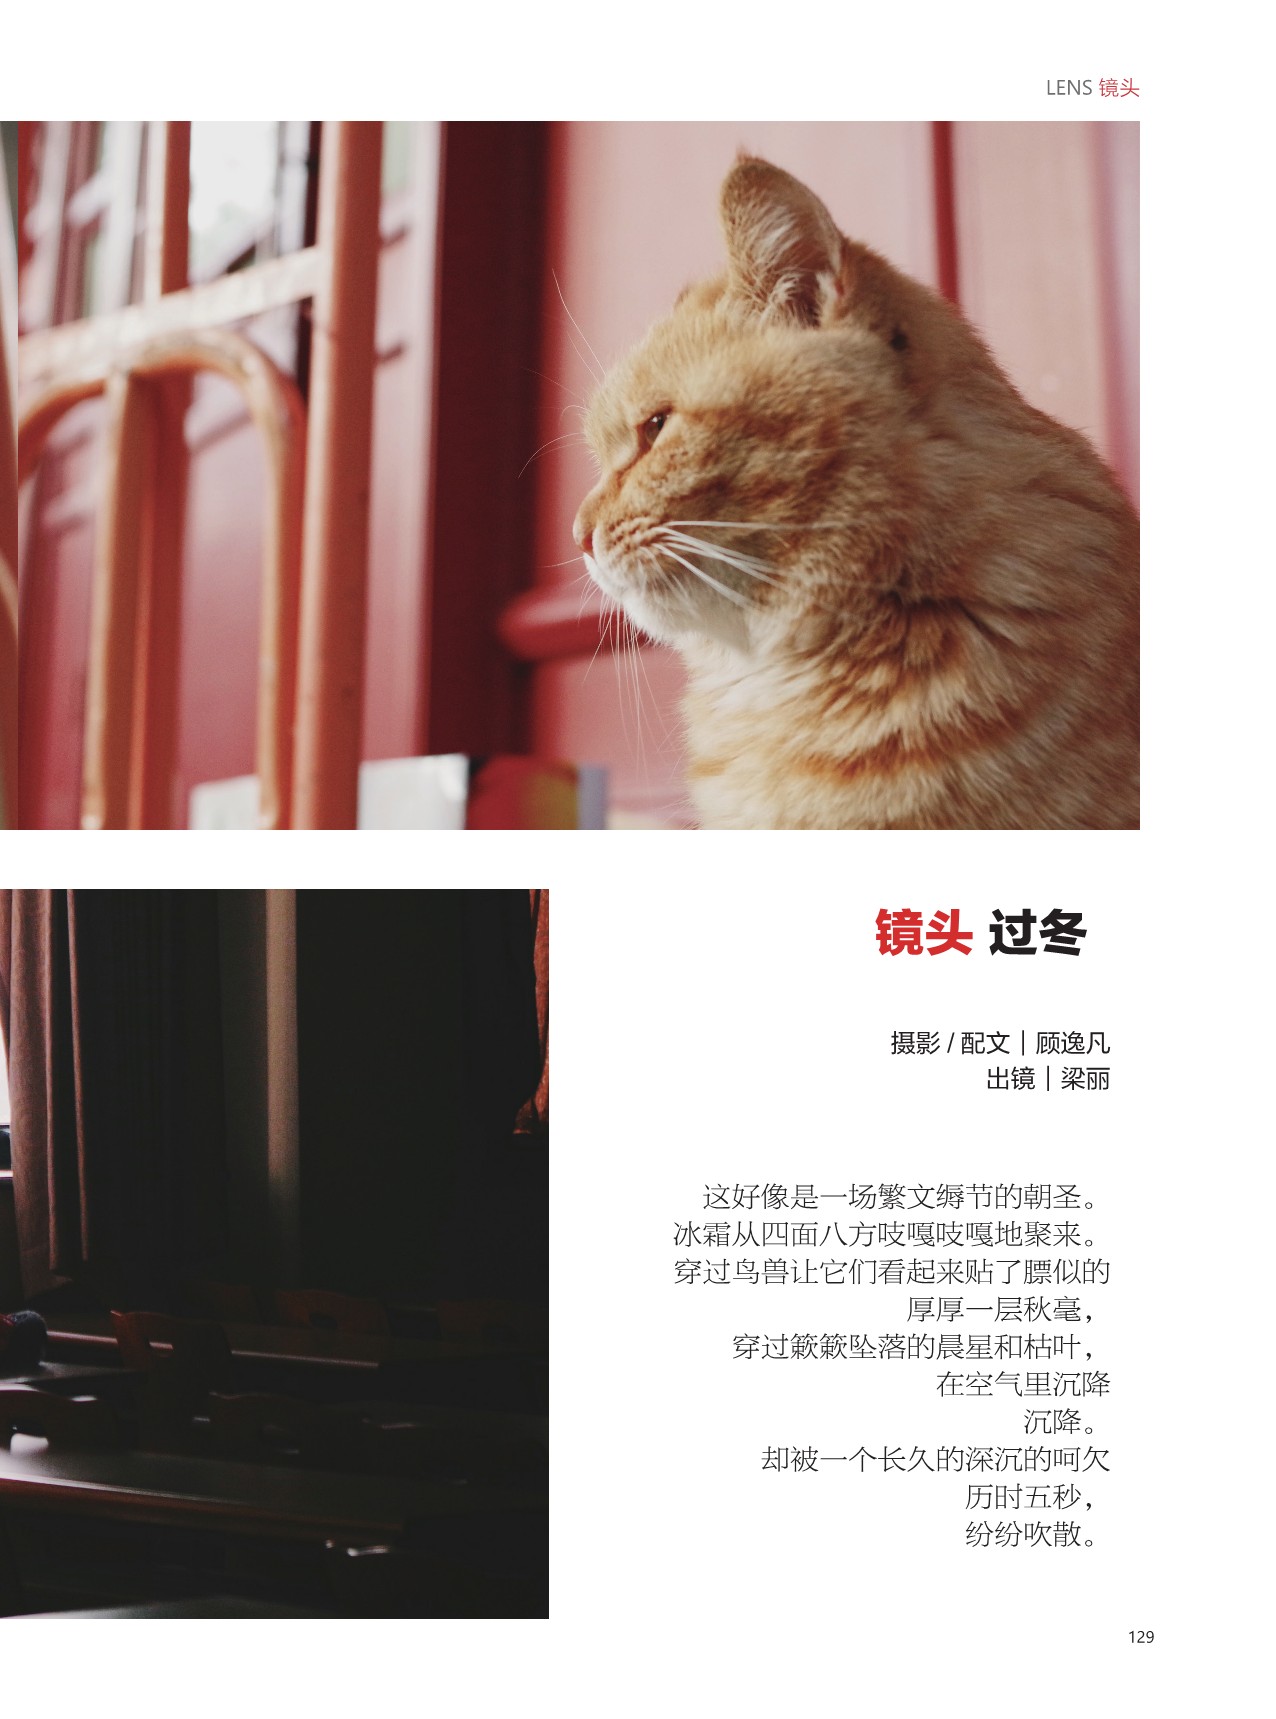 LENS 镜头
镜头 过冬
摄影 / 配文｜顾逸凡
出镜｜梁丽
这好像是一场繁文缛节的朝圣。
冰霜从四面八方吱嘎吱嘎地聚来。
穿过鸟兽让它们看起来贴了膘似的
厚厚一层秋毫，
穿过簌簌坠落的晨星和枯叶，
在空气里沉降
沉降。
却被一个长久的深沉的呵欠
历时五秒，
纷纷吹散。
129